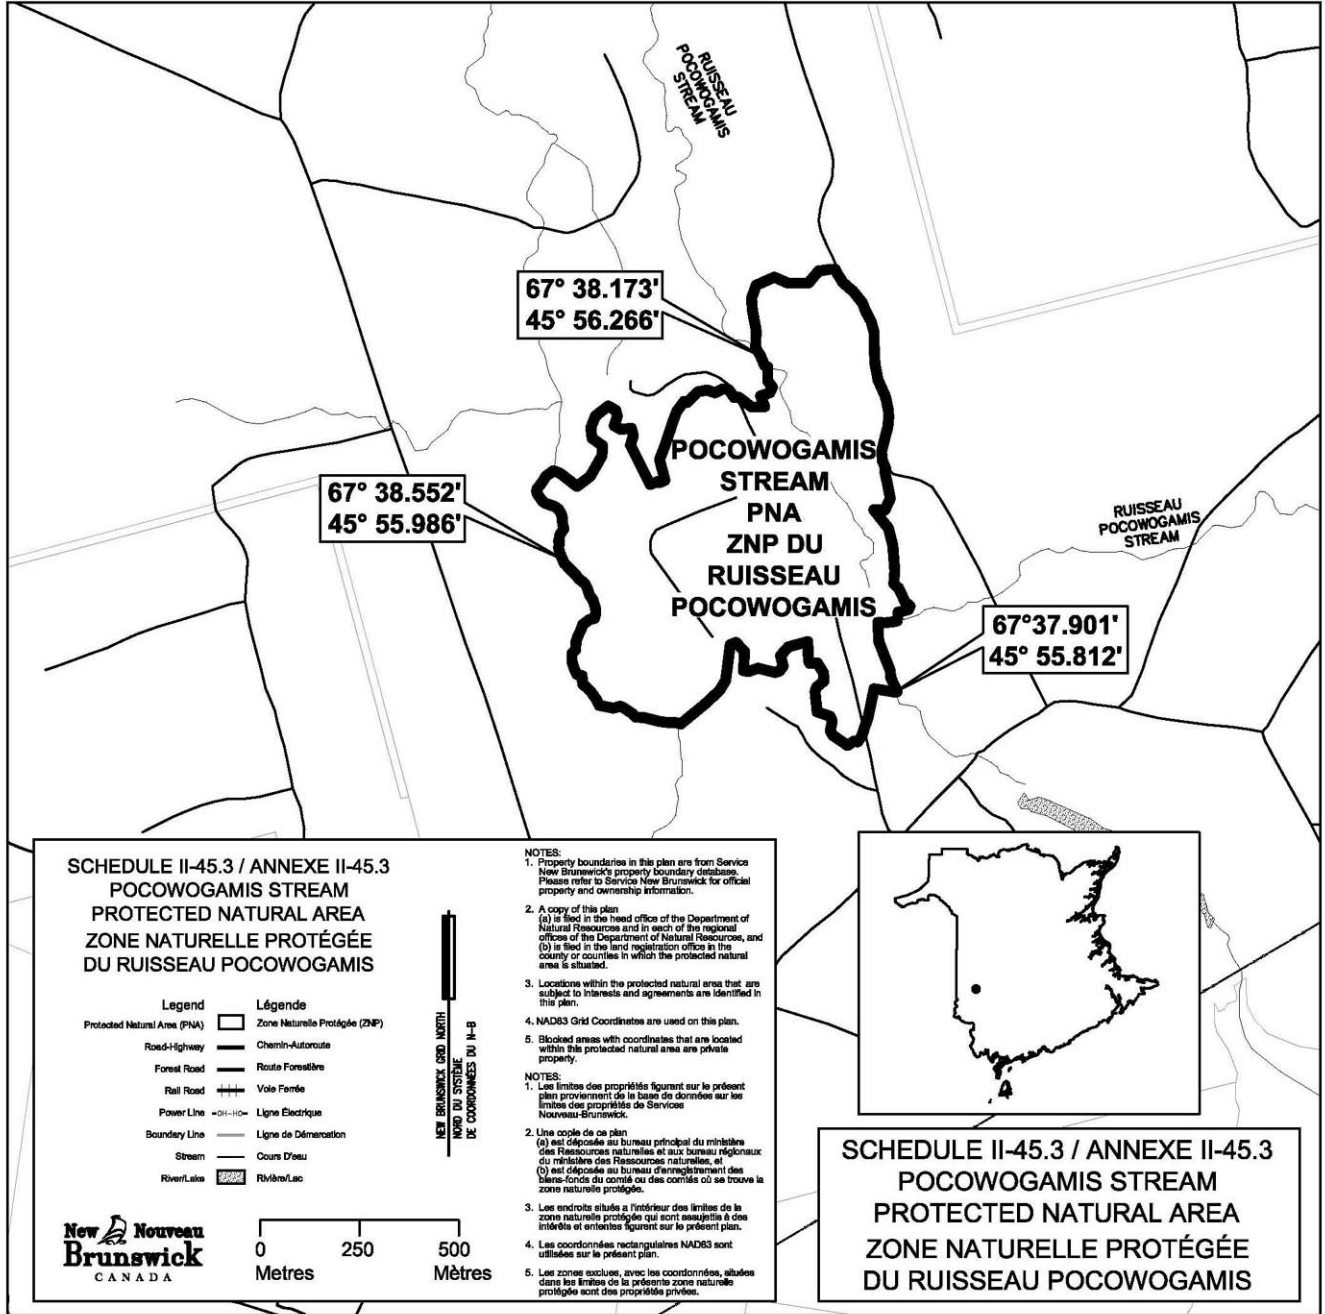 RUISSEAU
POCOWOGAMIS
STREAM
67° 38.173'
45° 56.266'
67° 38.552'
45° 55.986'
POCOWOGAMIS
STREAM
PNA
ZNP DU
RUISSEAU
POCOWOGAMIS
RUISSEAU
POCOWOGAMIS
STREAM
67°37.901'
45° 55.812'
SCHEDULE II-45.3 / ANNEXE II-45.3
POCOWOGAMIS STREAM
PROTECTED NATURAL AREA
ZONE NATURELLE PROTÉGÉE
DU RUISSEAU POCOWOGAMIS
Legend Légende
Protected Natural Area (PNA) Zone Naturelle Protégée (ZNP)
Road-Highway Chemin-Autoroute
Forest Road Route Forestière
Rail Road Voie Ferrée
Power Line -OH-HO- Ligne Électrique
Boundary Line Ligne de Démarcation
Stream Cours D'eau
River/Lake Rivière/Lac
NEW BRUNSWICK GRID NORTH
NORD DU SYSTÈME
DE COORDONNÉES DU N-B
New Nouveau
Brunswick
CANADA
0 250 500
Metres Mètres
NOTES:
1. Property boundaries in this plan are from Service
New Brunswick's property boundary database.
Please refer to Service New Brunswick for official
property and ownership information.
2. A copy of this plan
(a) is filed in the head office of the Department of
Natural Resources and in each of the regional
offices of the Department of Natural Resources, and
(b) is filed in the land registration office in the
county or counties in which the protected natural
area is situated.
3. Locations within the protected natural area that are
subject to interests and agreements are identified in
this plan.
4. NAD83 Grid Coordinates are used on this plan.
5. Blocked areas with coordinates that are located
within this protected natural area are private
property.
NOTES:
1. Les limites des propriétés figurant sur le présent
plan proviennent de la base de données sur les
limites des propriétés de Services
Nouveau-Brunswick.
2. Une copie de ce plan
(a) est déposée au bureau principal du ministère
des Ressources naturelles et aux bureau régionaux
du ministère des Ressources naturelles, et
(b) est déposée au bureau d'enregistrement des
biens-fonds du comté ou des comtés où se trouve la
zone naturelle protégée.
3. Les endroits situés a l'intérieur des limites de la
zone naturelle protégée qui sont assujettis à des
intérêts et ententes figurent sur le présent plan.
4. Les coordonnées rectangulaires NAD83 sont
utilisées sur le présent plan.
5. Les zones exclues, avec les coordonnées, situées
dans les limites de la présente zone naturelle
protégée sont des propriétés privées.
SCHEDULE II-45.3 / ANNEXE II-45.3
POCOWOGAMIS STREAM
PROTECTED NATURAL AREA
ZONE NATURELLE PROTÉGÉE
DU RUISSEAU POCOWOGAMIS